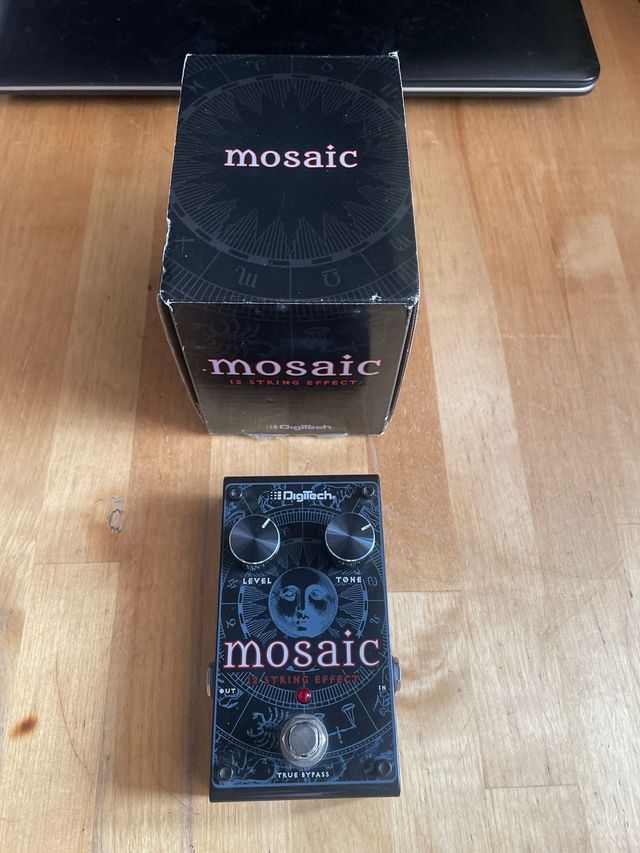 mosaic
mosaic
12 STRING EFFECT
DigiTech
DigiTech
LEVEL TONE
mosaic
12 STRING EFFECT
OUT IN
TRUE BYPASS